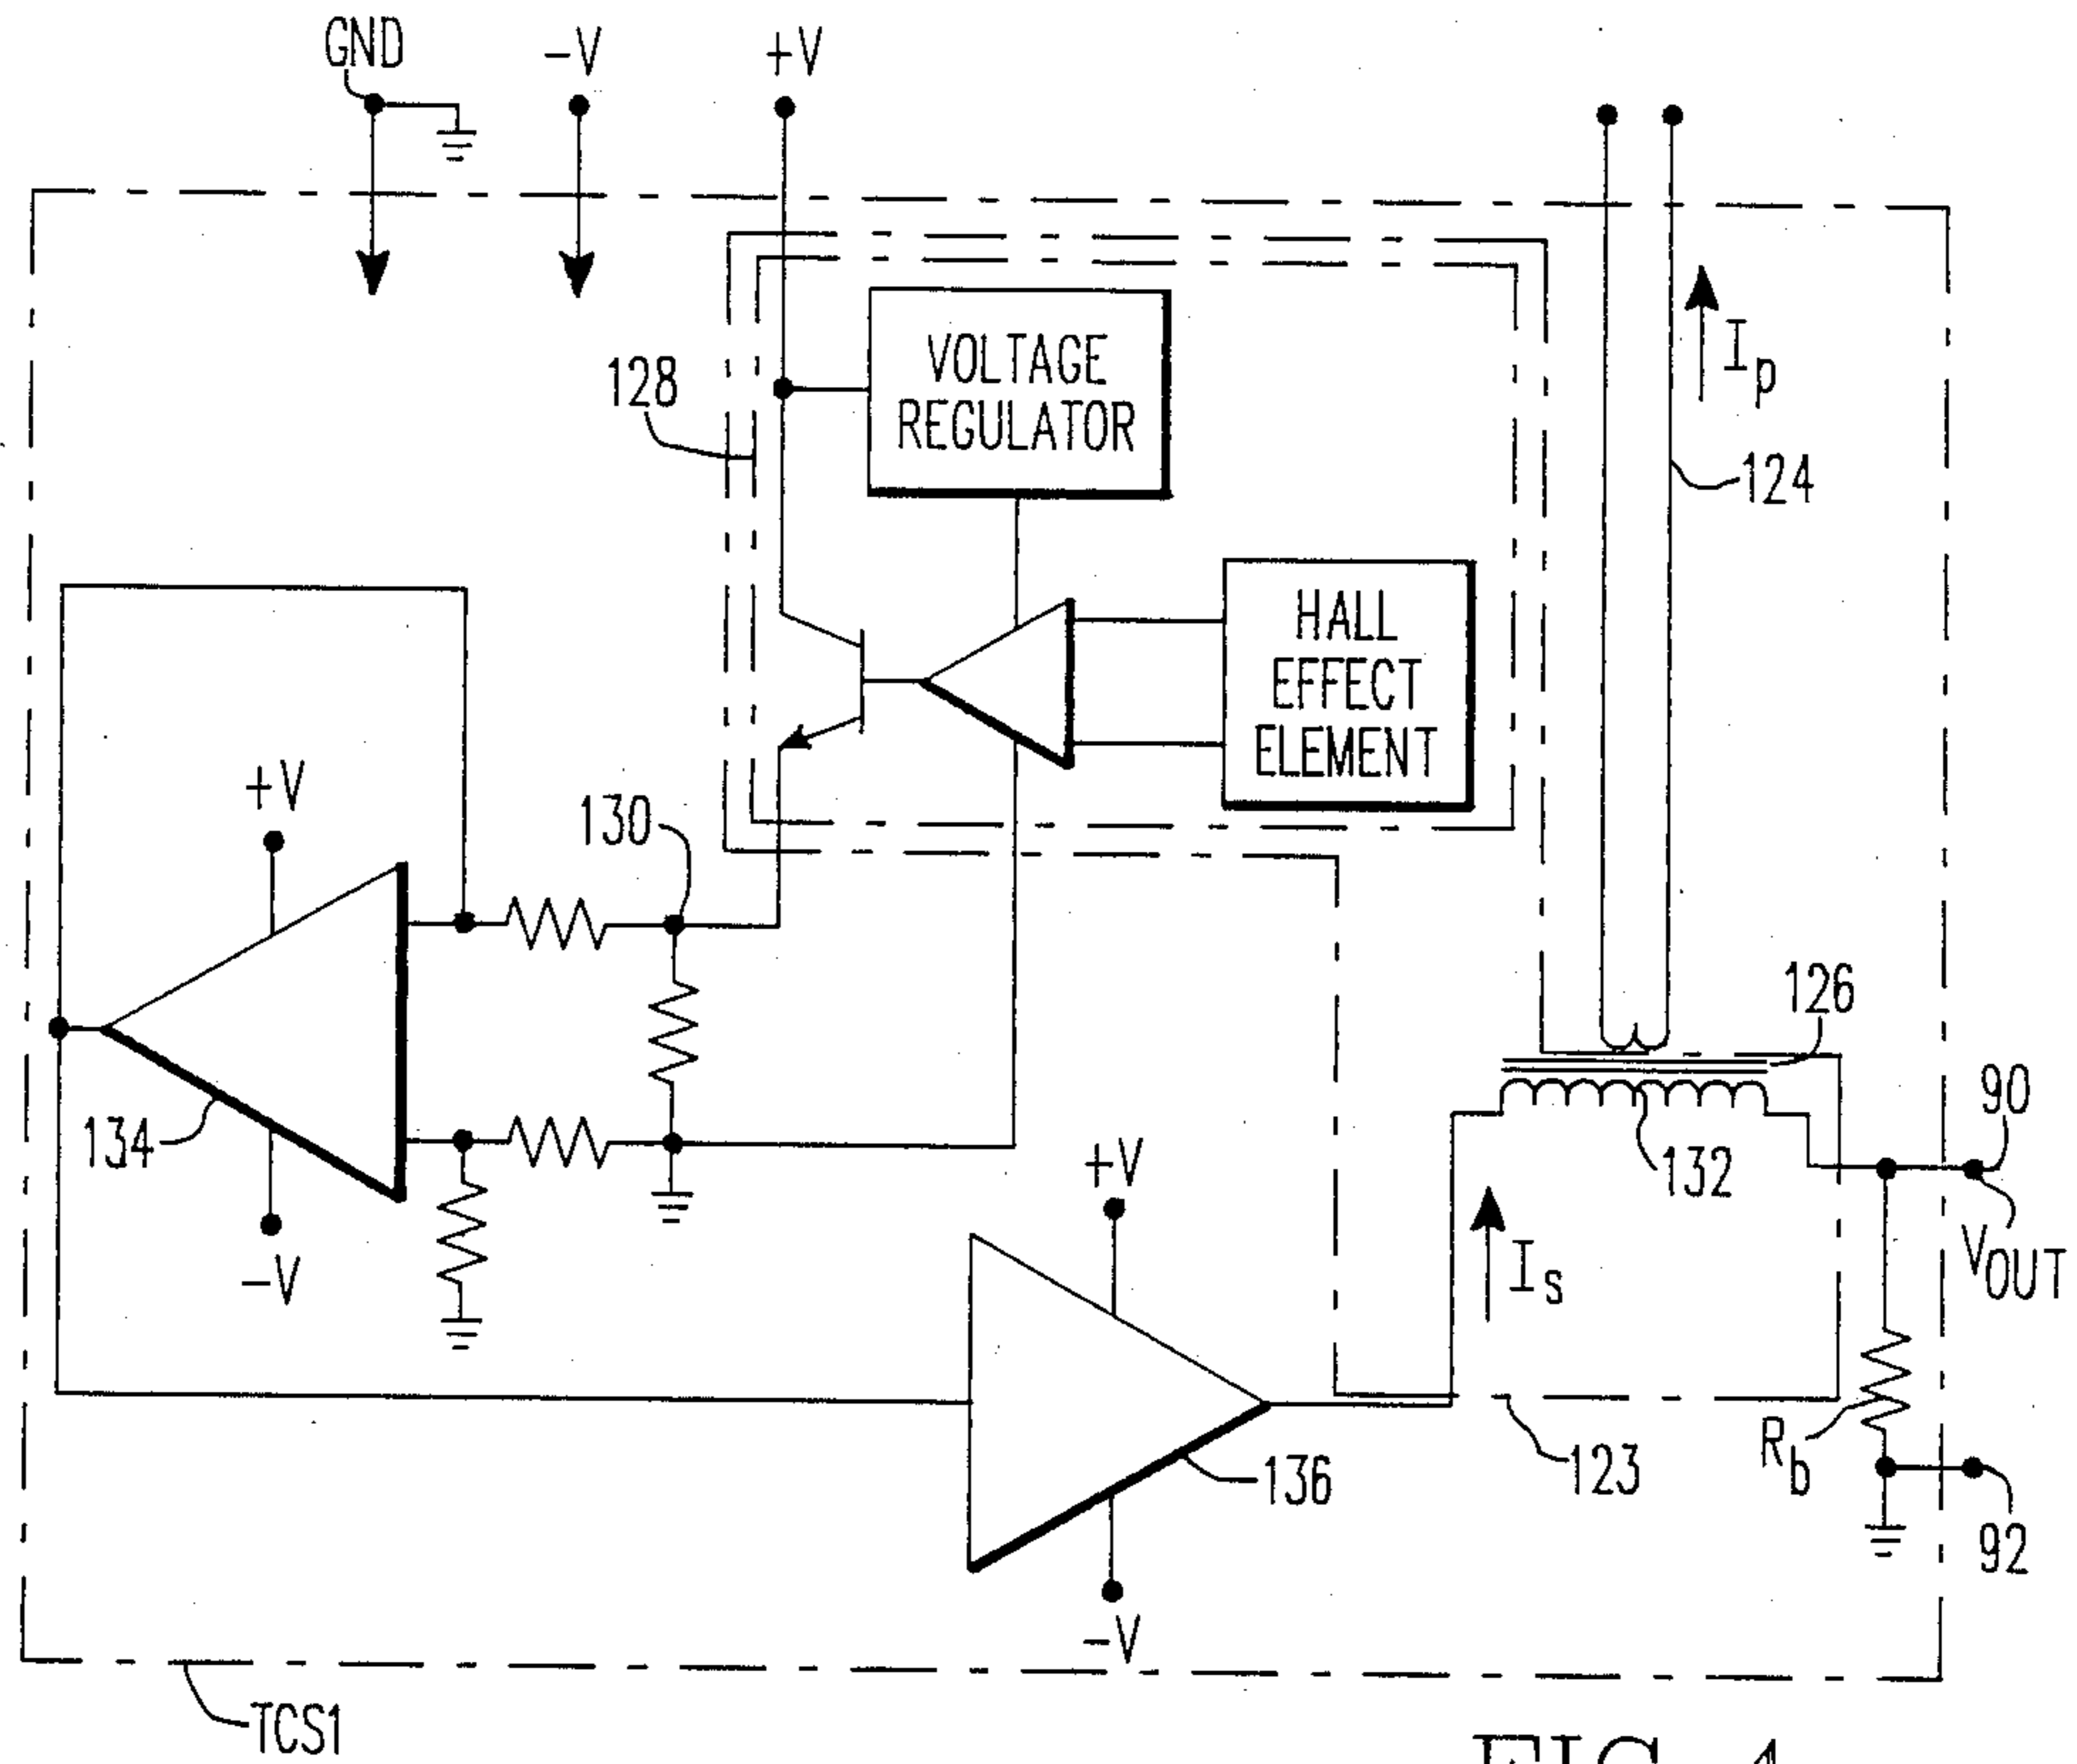 GND
-V
+V
VOLTAGE
REGULATOR
128
Ip
124
HALL
EFFECT
ELEMENT
+V
130
126
90
134
+V
132
-V
Is
VOUT
Rb
123
136
92
-V
TCS1